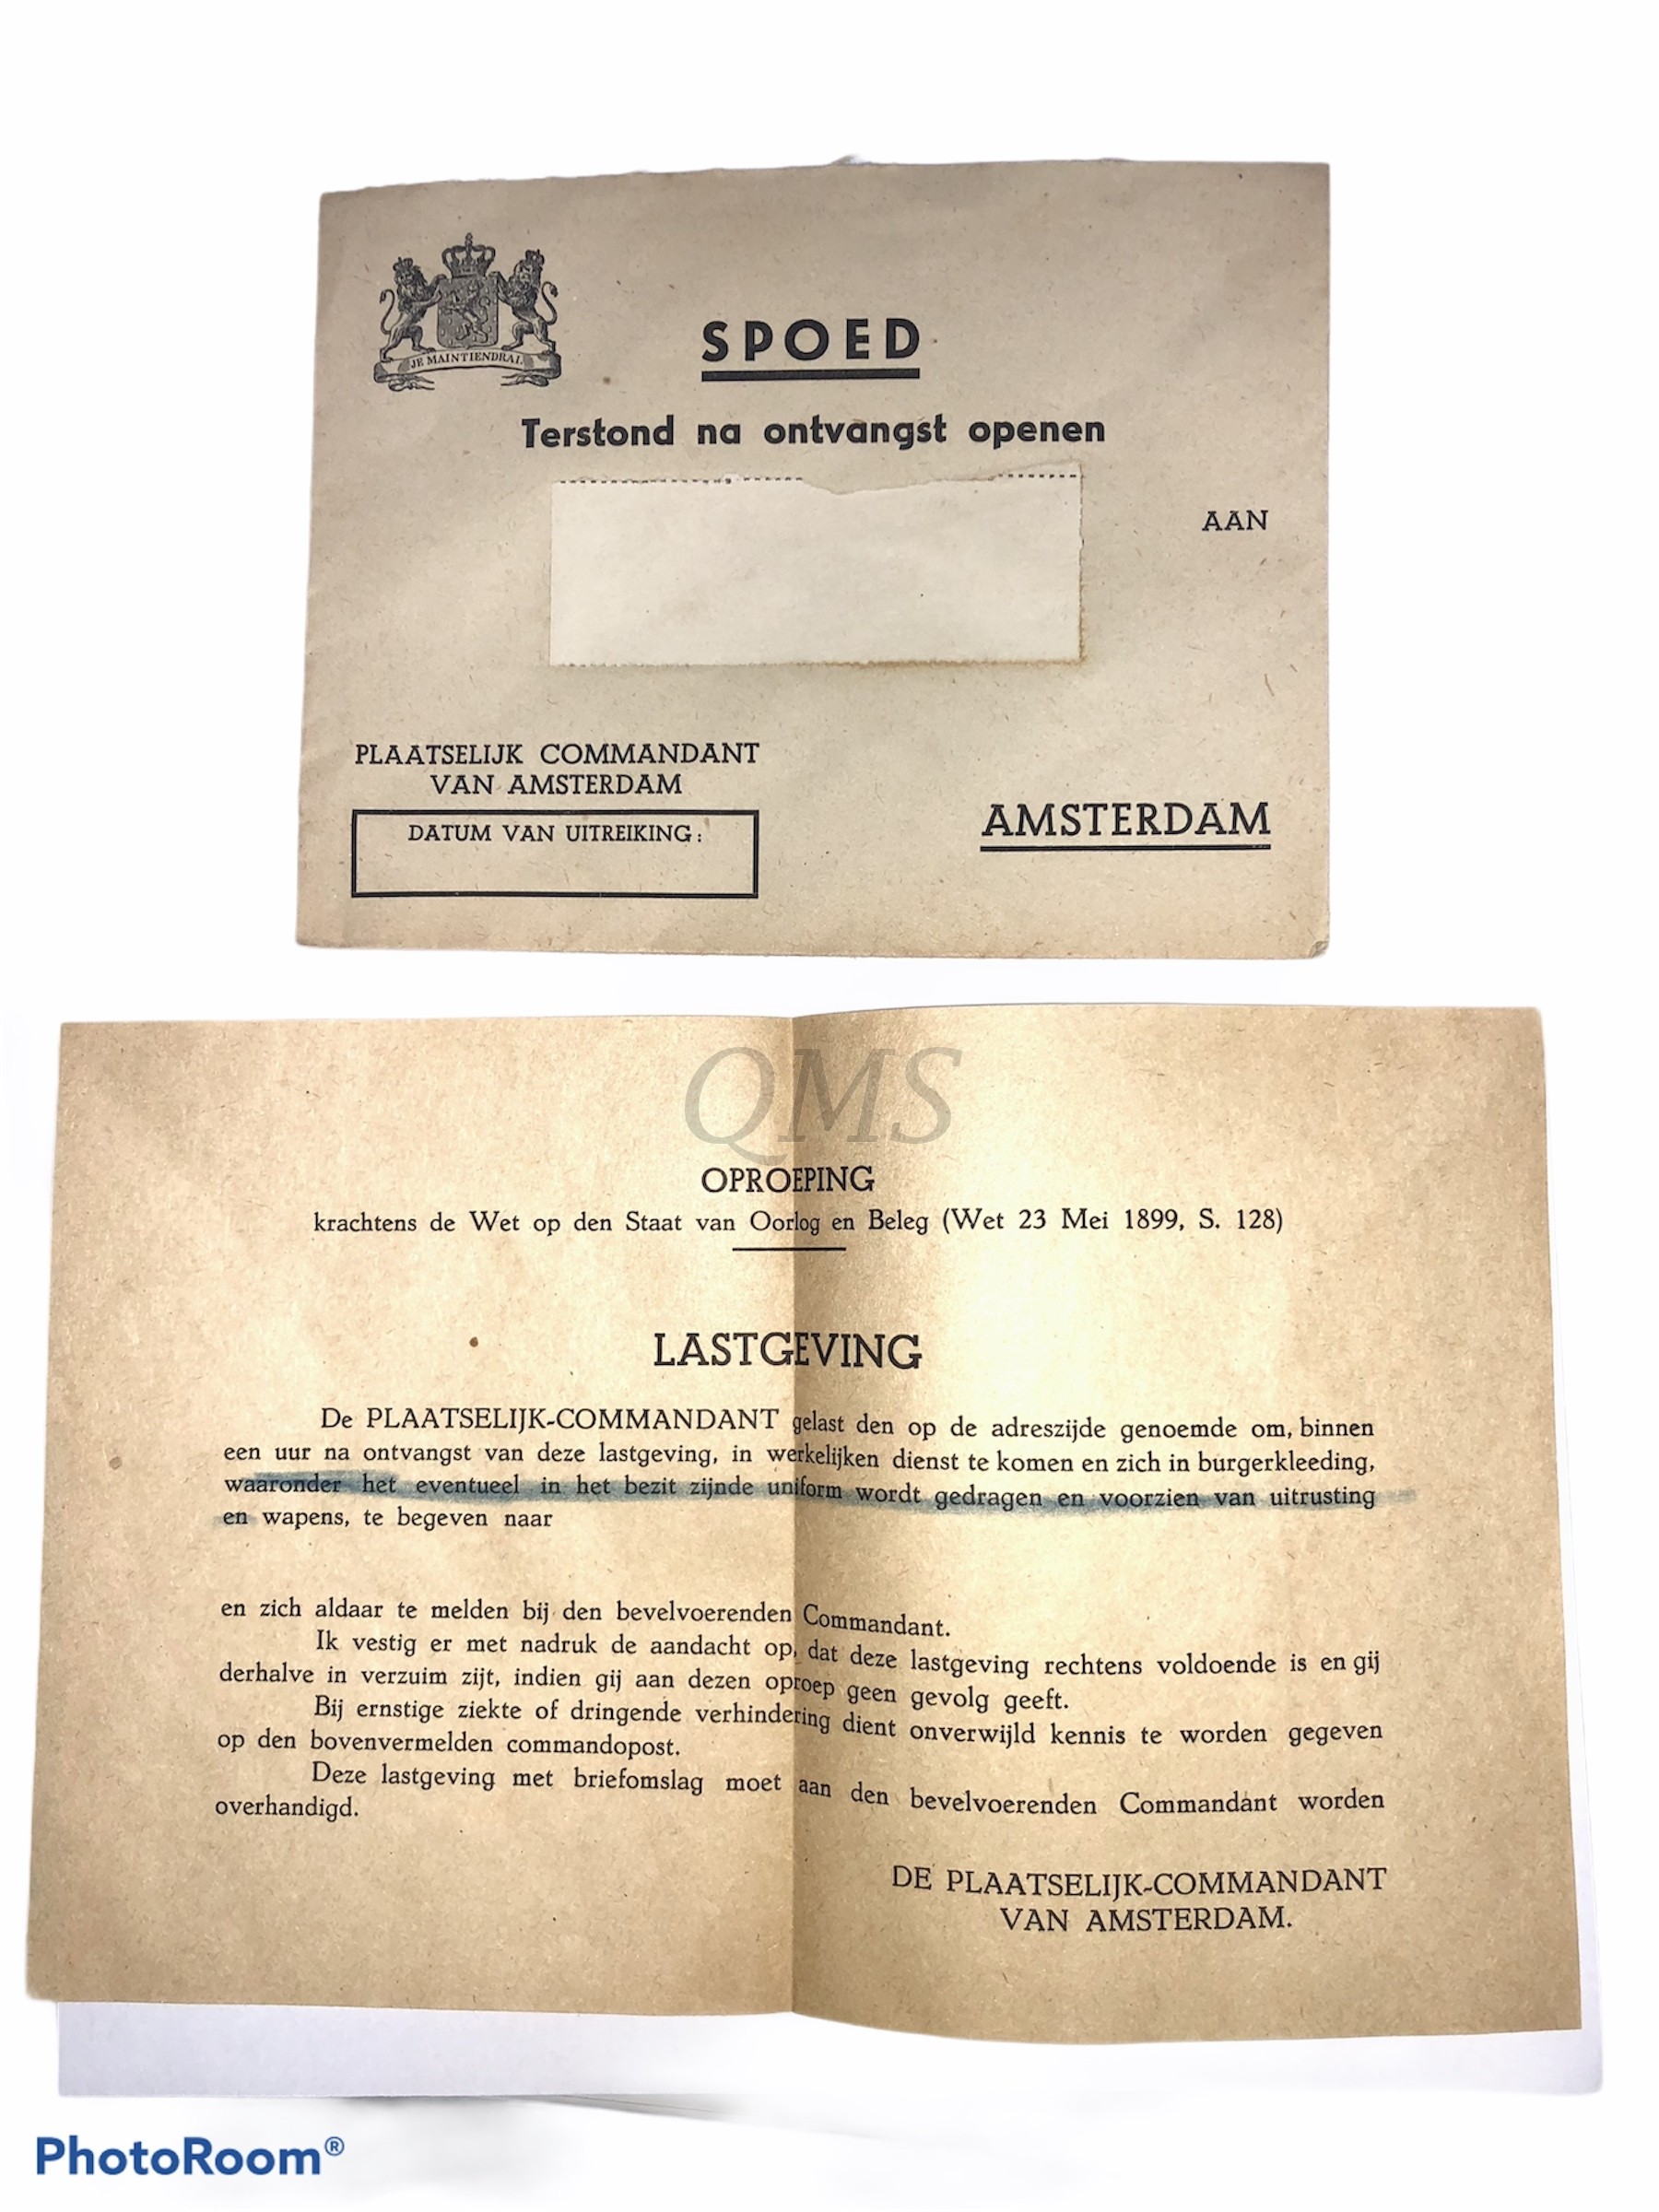 JE MAINTIENDRAI
SPOED
Terstond na ontvangst openen
AAN
PLAATSELIJK COMMANDANT
VAN AMSTERDAM
DATUM VAN UITREIKING:
AMSTERDAM
QMS
OPROEPING
krachtens de Wet op den Staat van Oorlog en Beleg (Wet 23 Mei 1899, S. 128)
LASTGEVING
De PLAATSELIJK-COMMANDANT gelast den op de adreszijde genoemde om, binnen
een uur na ontvangst van deze lastgeving, in werkelijken dienst te komen en zich in burgerkleeding,
waaronder het eventueel in het bezit zijnde uniform wordt gedragen en voorzien van uitrusting
en wapens, te begeven naar
en zich aldaar te melden bij den bevelvoerenden Commandant.
Ik vestig er met nadruk de aandacht op, dat deze lastgeving rechtens voldoende is en gij
derhalve in verzuim zijt, indien gij aan dezen oproep geen gevolg geeft.
Bij ernstige ziekte of dringende verhindering dient onverwijld kennis te worden gegeven
op den bovenvermelden commandopost.
Deze lastgeving met briefomslag moet aan den bevelvoerenden Commandant worden
overhandigd.
DE PLAATSELIJK-COMMANDANT
VAN AMSTERDAM.
PhotoRoom®